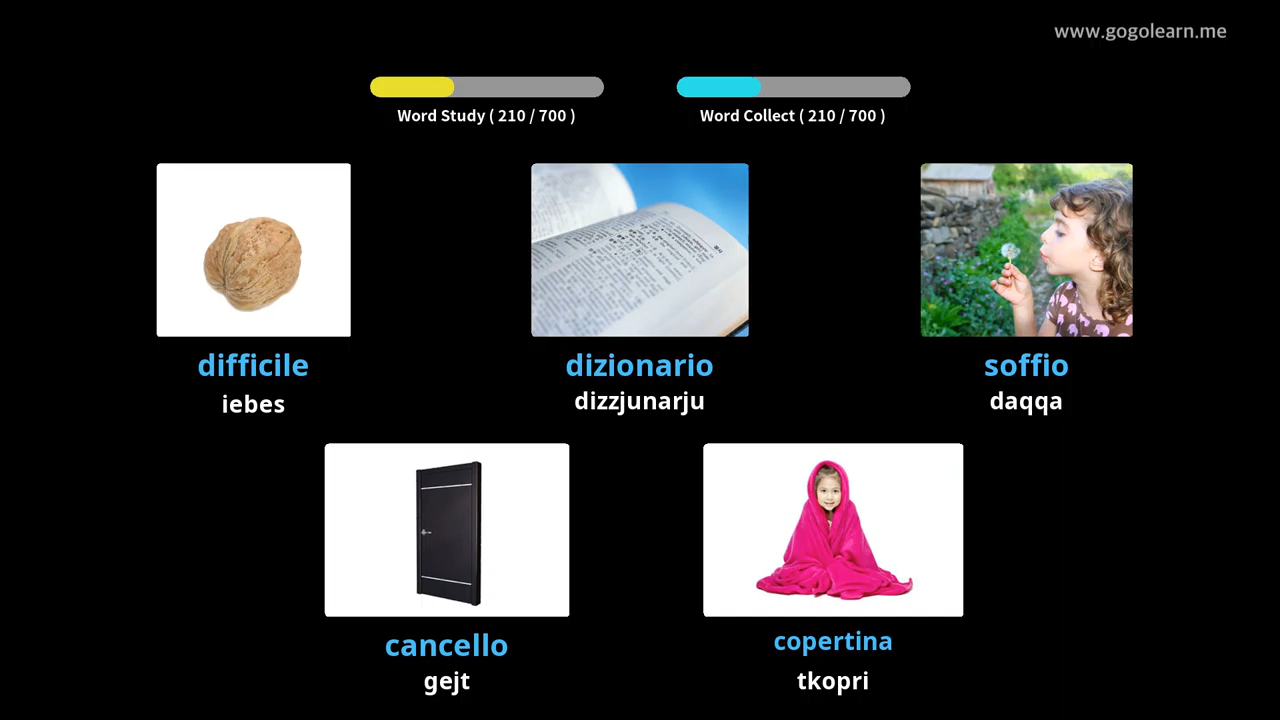 www.gogolearn.me
Word Study ( 210 / 700 )
Word Collect ( 210 / 700 )
difficile
iebes
dizionario
dizzjunarju
soffio
daqqa
cancello
gejt
copertina
tkopri